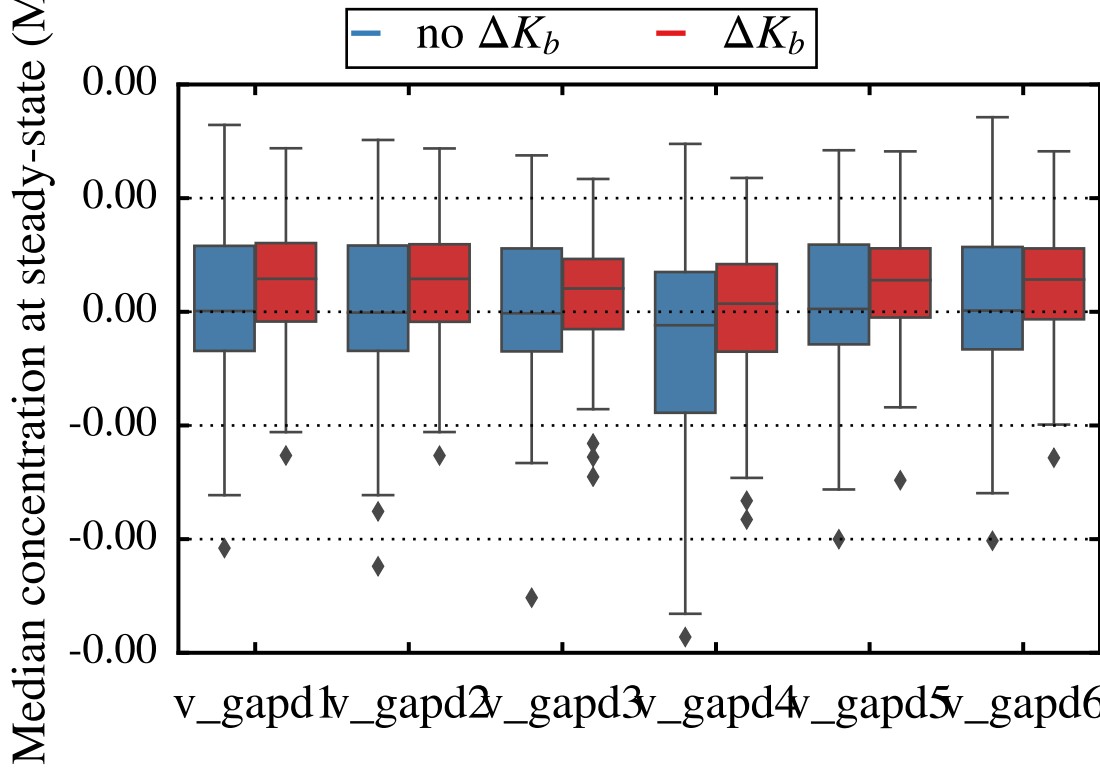 no ΔK_b ΔK_b
Median concentration at steady-state (M
0.00
0.00
0.00
-0.00
-0.00
-0.00
v_gapd1 v_gapd2 v_gapd3 v_gapd4 v_gapd5 v_gapd6